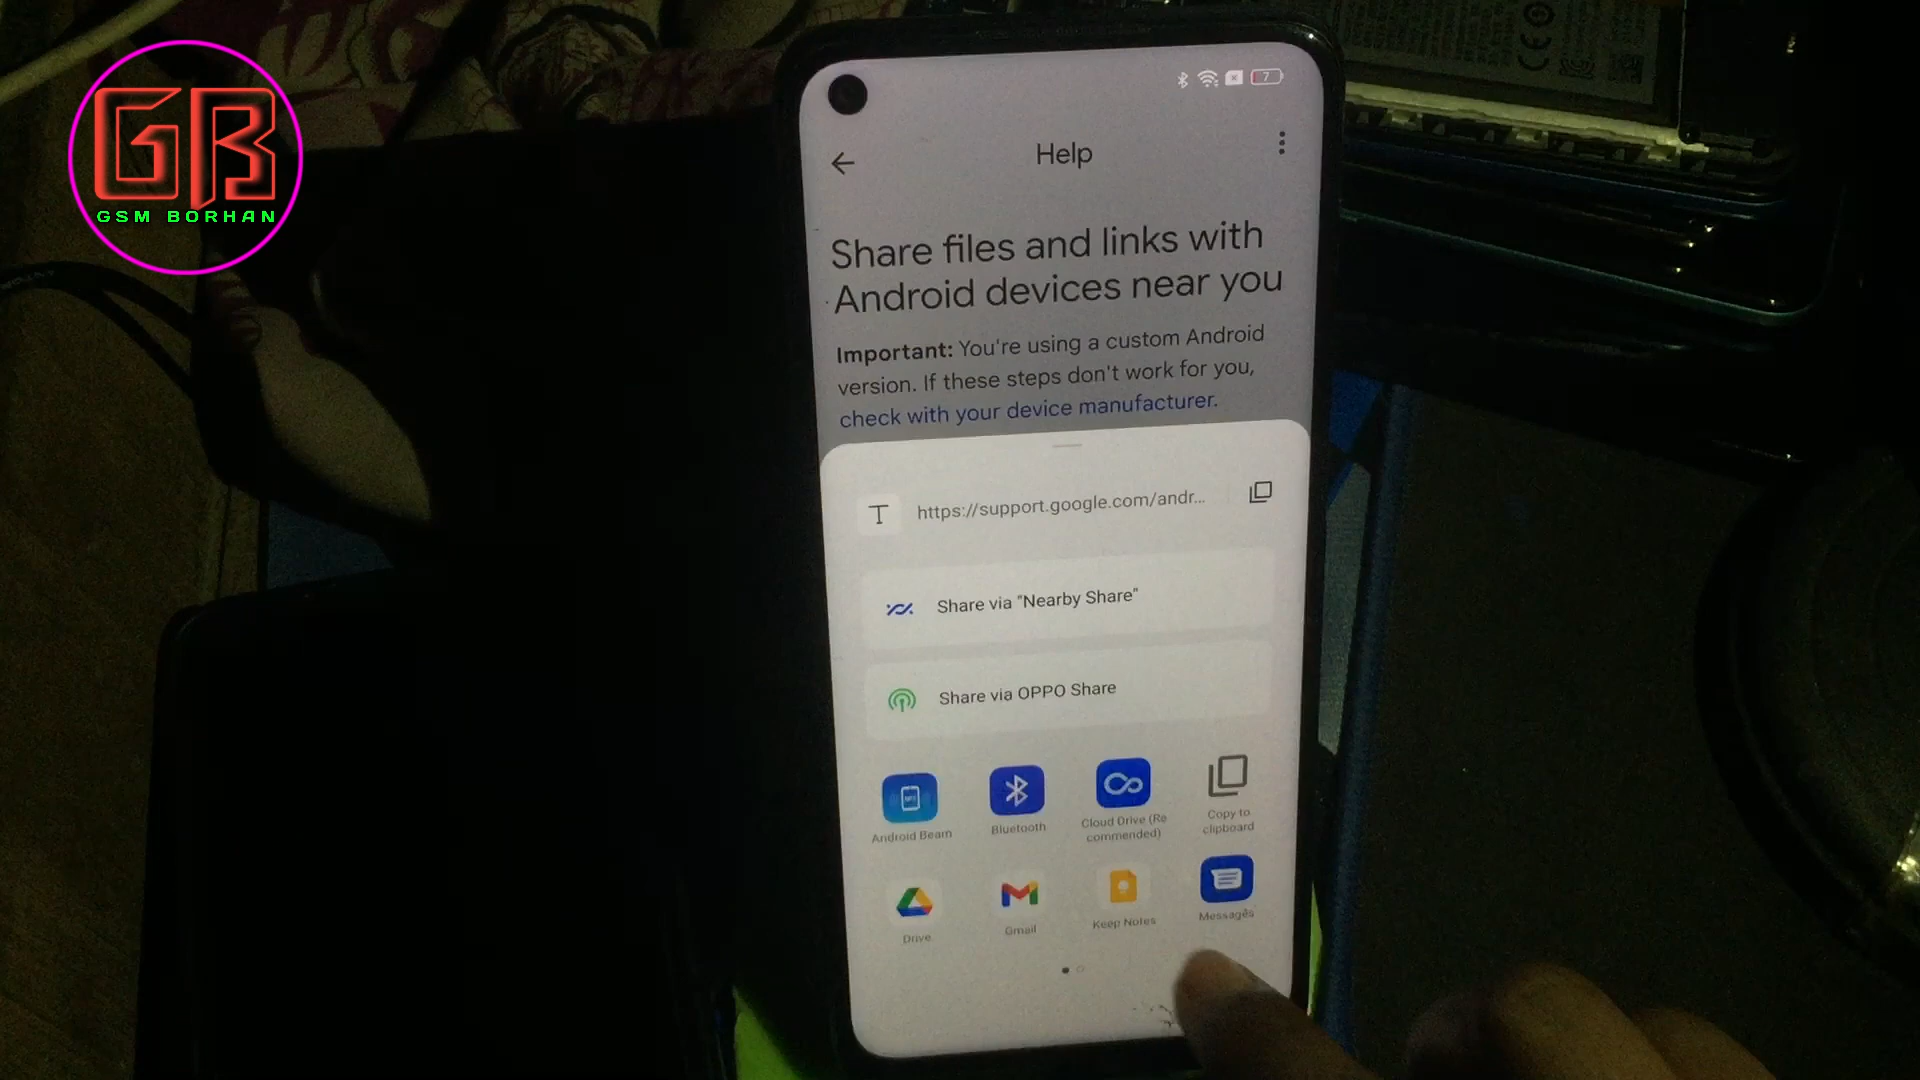 GB
GSM BORHAN
7
Help
Share files and links with
Android devices near you
Important: You're using a custom Android
version. If these steps don't work for you,
check with your device manufacturer.
T
https://support.google.com/andr...
Share via "Nearby Share"
Share via OPPO Share
Android Beam
Bluetooth
Cloud Drive (Re
commended)
Copy to
clipboard
Drive
Gmail
Keep Notes
Messages